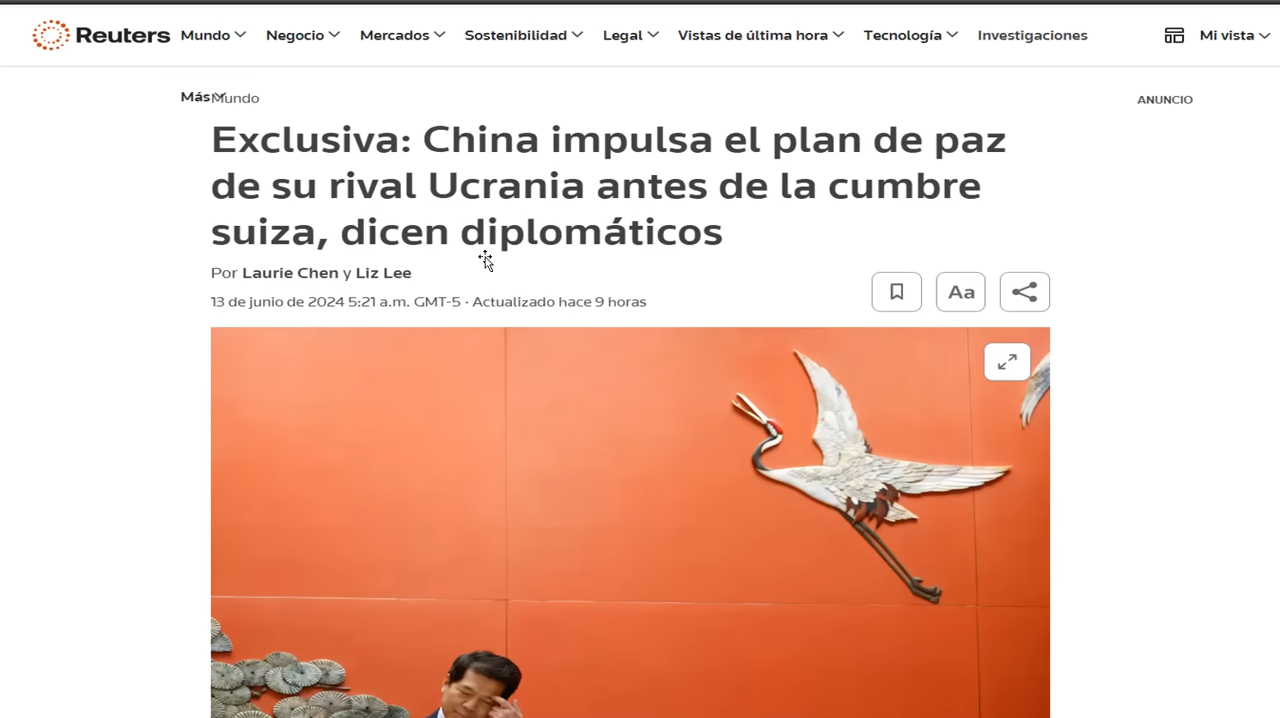 Reuters Mundo Negocio Mercados Sostenibilidad Legal Vistas de última hora Tecnología Investigaciones Mi vista
Más Mundo
ANUNCIO
Exclusiva: China impulsa el plan de paz
de su rival Ucrania antes de la cumbre
suiza, dicen diplomáticos
Por Laurie Chen y Liz Lee
13 de junio de 2024 5:21 a.m. GMT-5 · Actualizado hace 9 horas
Aa